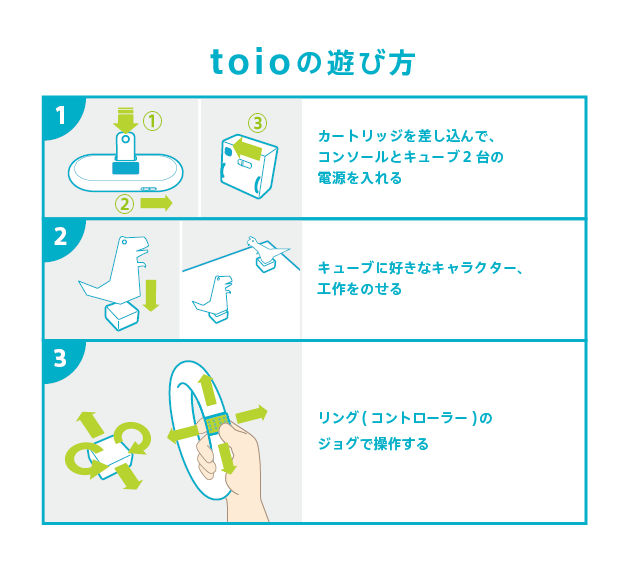 toioの遊び方
1
①
②
③
カートリッジを差し込んで、
コンソールとキューブ2台の
電源を入れる
2
キューブに好きなキャラクター、
工作をのせる
3
リング(コントローラー)の
ジョグで操作する